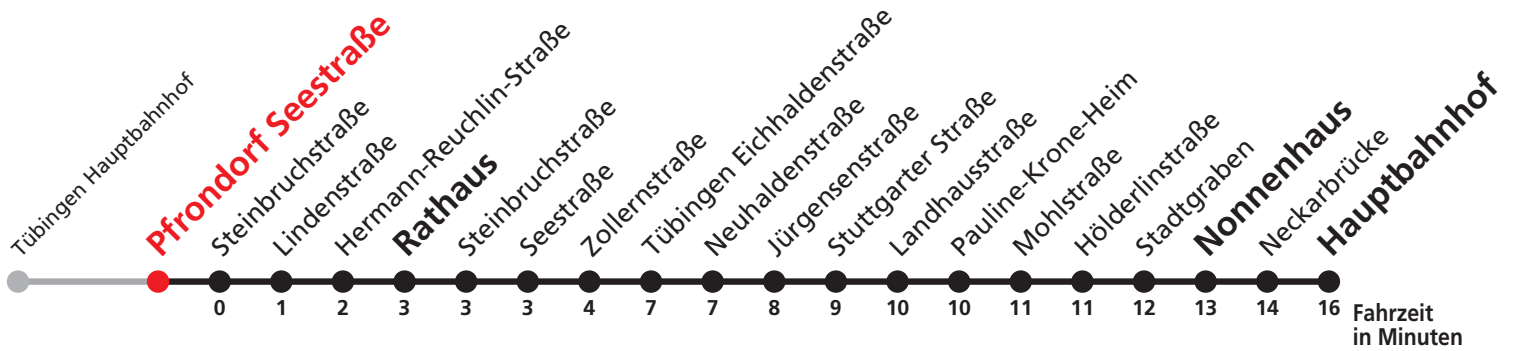 Tübingen Hauptbahnhof
Pfrondorf Seestraße
Steinbruchstraße
Lindenstraße
Hermann-Reuchlin-Straße
Rathaus
Steinbruchstraße
Seestraße
Zollernstraße
Tübingen Eichhaldenstraße
Neuhaldenstraße
Jürgensenstraße
Stuttgarter Straße
Landhausstraße
Pauline-Krone-Heim
Mohlstraße
Hölderlinstraße
Stadtgraben
Nonnenhaus
Neckarbrücke
Hauptbahnhof
0 1 2 3 3 3 4 7 7 8 9 10 10 11 11 12 13 14 16
Fahrzeit
in Minuten